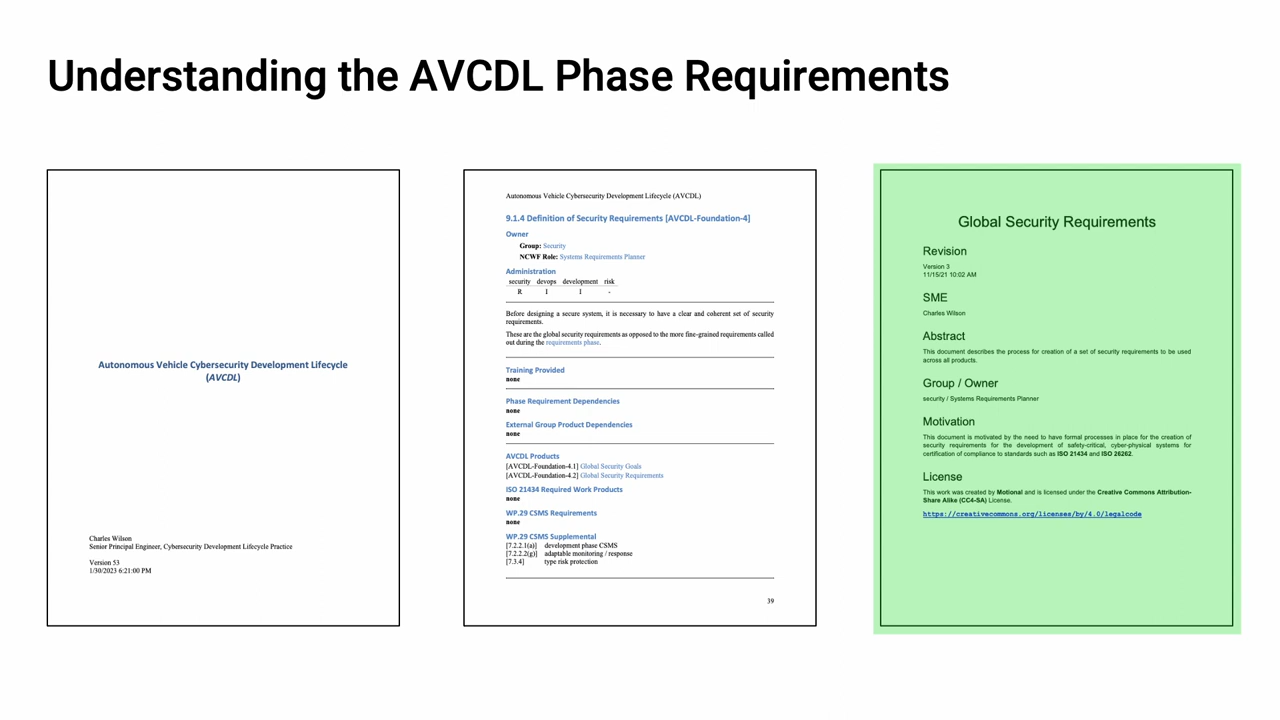 Understanding the AVCDL Phase Requirements
Autonomous Vehicle Cybersecurity Development Lifecycle
(AVCDL)
Charles Wilson
Senior Principal Engineer, Cybersecurity Development Lifecycle Practice
Version 53
1/30/2023 6:21:00 PM
Autonomous Vehicle Cybersecurity Development Lifecycle (AVCDL)
9.1.4 Definition of Security Requirements [AVCDL-Foundation-4]
Owner
Group: Security
NCWF Role: Systems Requirements Planner
Administration
security devops development risk
R I I -
Before designing a secure system, it is necessary to have a clear and coherent set of security
requirements.
These are the global security requirements as opposed to the more fine-grained requirements called
out during the requirements phase.
Training Provided
none
Phase Requirement Dependencies
none
External Group Product Dependencies
none
AVCDL Products
[AVCDL-Foundation-4.1] Global Security Goals
[AVCDL-Foundation-4.2] Global Security Requirements
ISO 21434 Required Work Products
none
WP.29 CSMS Requirements
none
WP.29 CSMS Supplemental
[7.2.2.1(a)] development phase CSMS
[7.2.2.2(g)] adaptable monitoring / response
[7.3.4] type risk protection
39
Global Security Requirements
Revision
Version 3
11/15/21 10:02 AM
SME
Charles Wilson
Abstract
This document describes the process for creation of a set of security requirements to be used
across all products.
Group / Owner
security / Systems Requirements Planner
Motivation
This document is motivated by the need to have formal processes in place for the creation of
security requirements for the development of safety-critical, cyber-physical systems for
certification of compliance to standards such as ISO 21434 and ISO 26262.
License
This work was created by Motional and is licensed under the Creative Commons Attribution-
Share Alike (CC4-SA) License.
https://creativecommons.org/licenses/by/4.0/legalcode